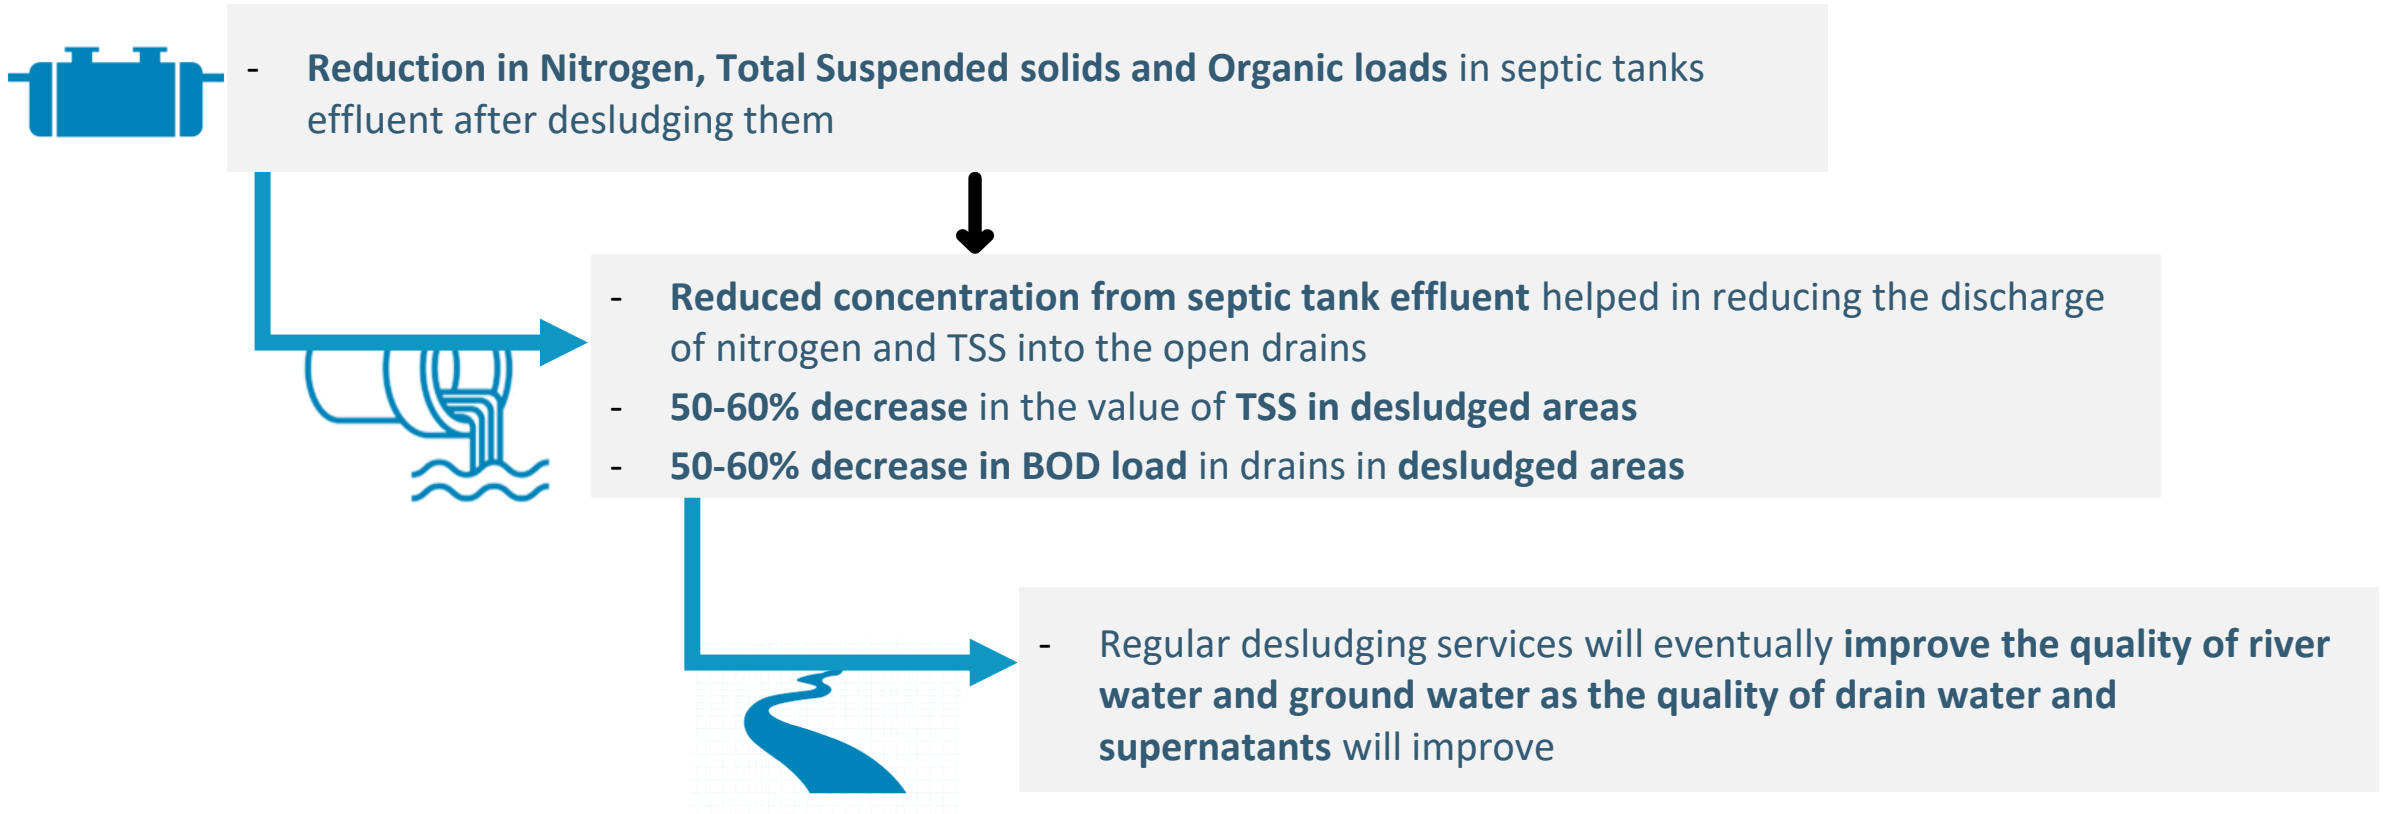 - Reduction in Nitrogen, Total Suspended solids and Organic loads in septic tanks
effluent after desludging them
- Reduced concentration from septic tank effluent helped in reducing the discharge
of nitrogen and TSS into the open drains
- 50-60% decrease in the value of TSS in desludged areas
- 50-60% decrease in BOD load in drains in desludged areas
- Regular desludging services will eventually improve the quality of river
water and ground water as the quality of drain water and
supernatants will improve